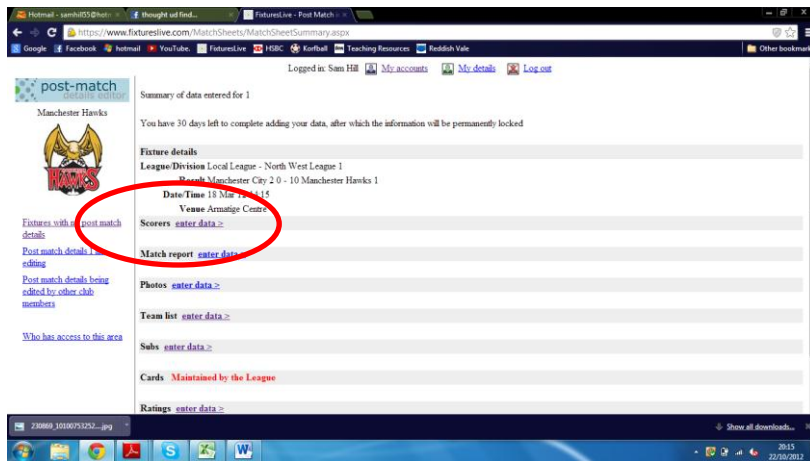 Hotmail - samhill55@hotm
thought ud find...
FixturesLive - Post Match
https://www.fixtureslive.com/MatchSheets/MatchSheetSummary.aspx
Google Facebook hotmail YouTube. FixturesLive HSBC Korfball Teaching Resources Reddish Vale Other bookmark
Logged in: Sam Hill My accounts My details Log out
post-match
details editor
Manchester Hawks
HAWKS
Fixtures with no post match
details
Post match details I
editing
Post match details being
edited by other club
members
Who has access to this area
Summary of data entered for 1
You have 30 days left to complete adding your data, after which the information will be permanently locked
Fixture details
League/Division Local League - North West League 1
Result Manchester City 2 0 - 10 Manchester Hawks 1
Date/Time 18 Mar
Venue Armatige Centre
Scorers enter data >
Match report enter data >
Photos enter data >
Team list enter data >
Subs enter data >
Cards Maintained by the League
Ratings enter data >
230869_10100753252....jpg
Show all downloads...
20:15
22/10/2012